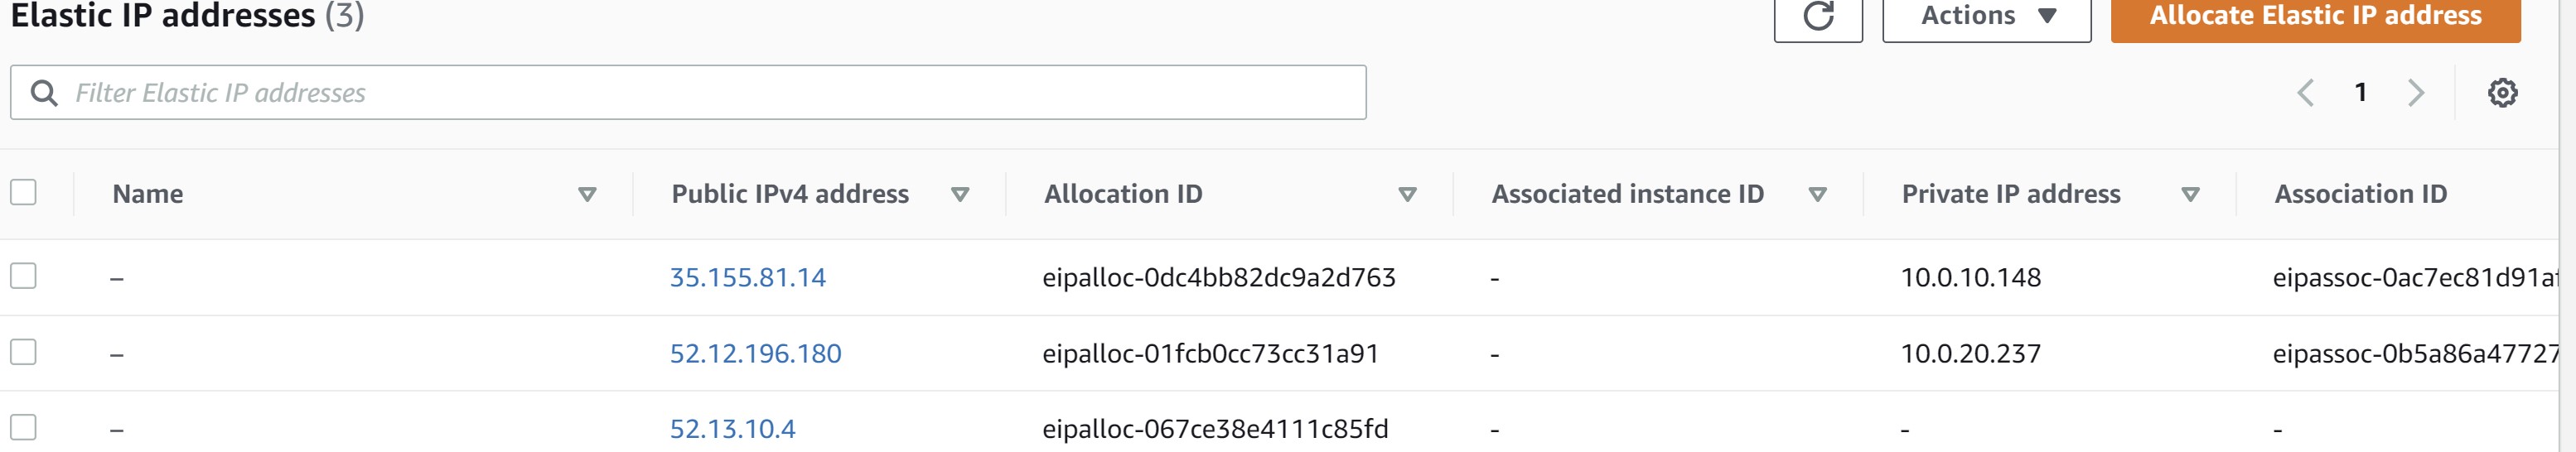 Elastic IP addresses (3)
Actions
Allocate Elastic IP address
Filter Elastic IP addresses
1
Name Public IPv4 address Allocation ID Associated instance ID Private IP address Association ID
– 35.155.81.14 eipalloc-0dc4bb82dc9a2d763 - 10.0.10.148 eipassoc-0ac7ec81d91a
– 52.12.196.180 eipalloc-01fcb0cc73cc31a91 - 10.0.20.237 eipassoc-0b5a86a47727
– 52.13.10.4 eipalloc-067ce38e4111c85fd - - -